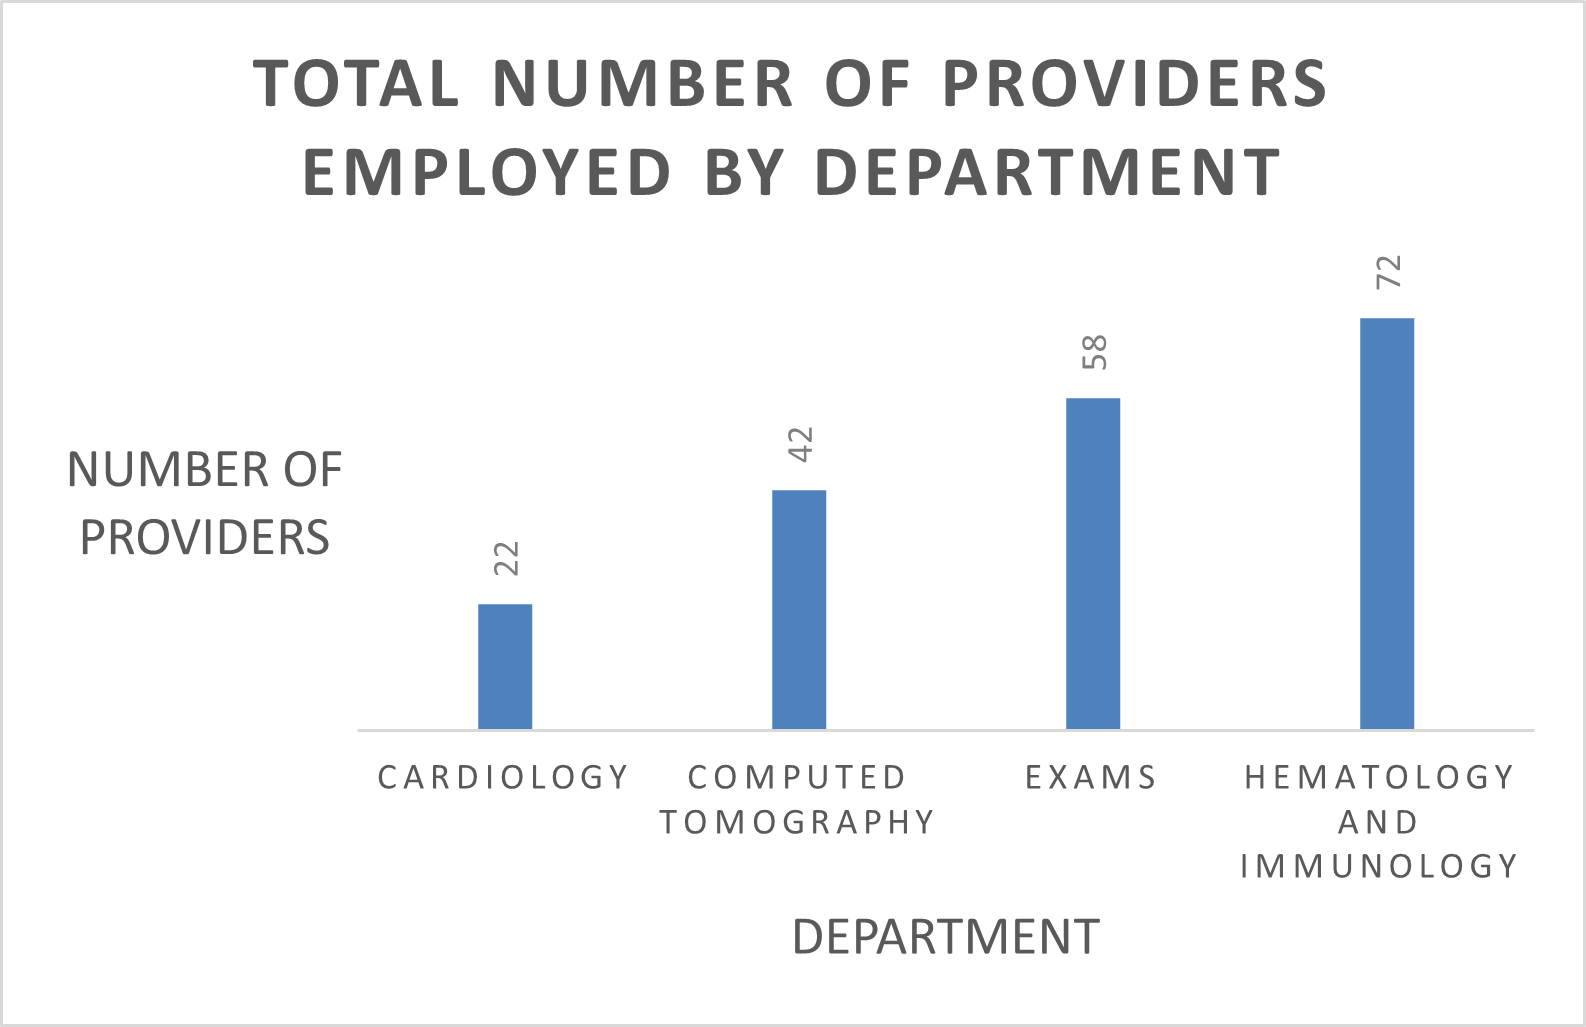 TOTAL NUMBER OF PROVIDERS
EMPLOYED BY DEPARTMENT
NUMBER OF
PROVIDERS
22
42
58
72
CARDIOLOGY
COMPUTED
TOMOGRAPHY
EXAMS
HEMATOLOGY
AND
IMMUNOLOGY
DEPARTMENT